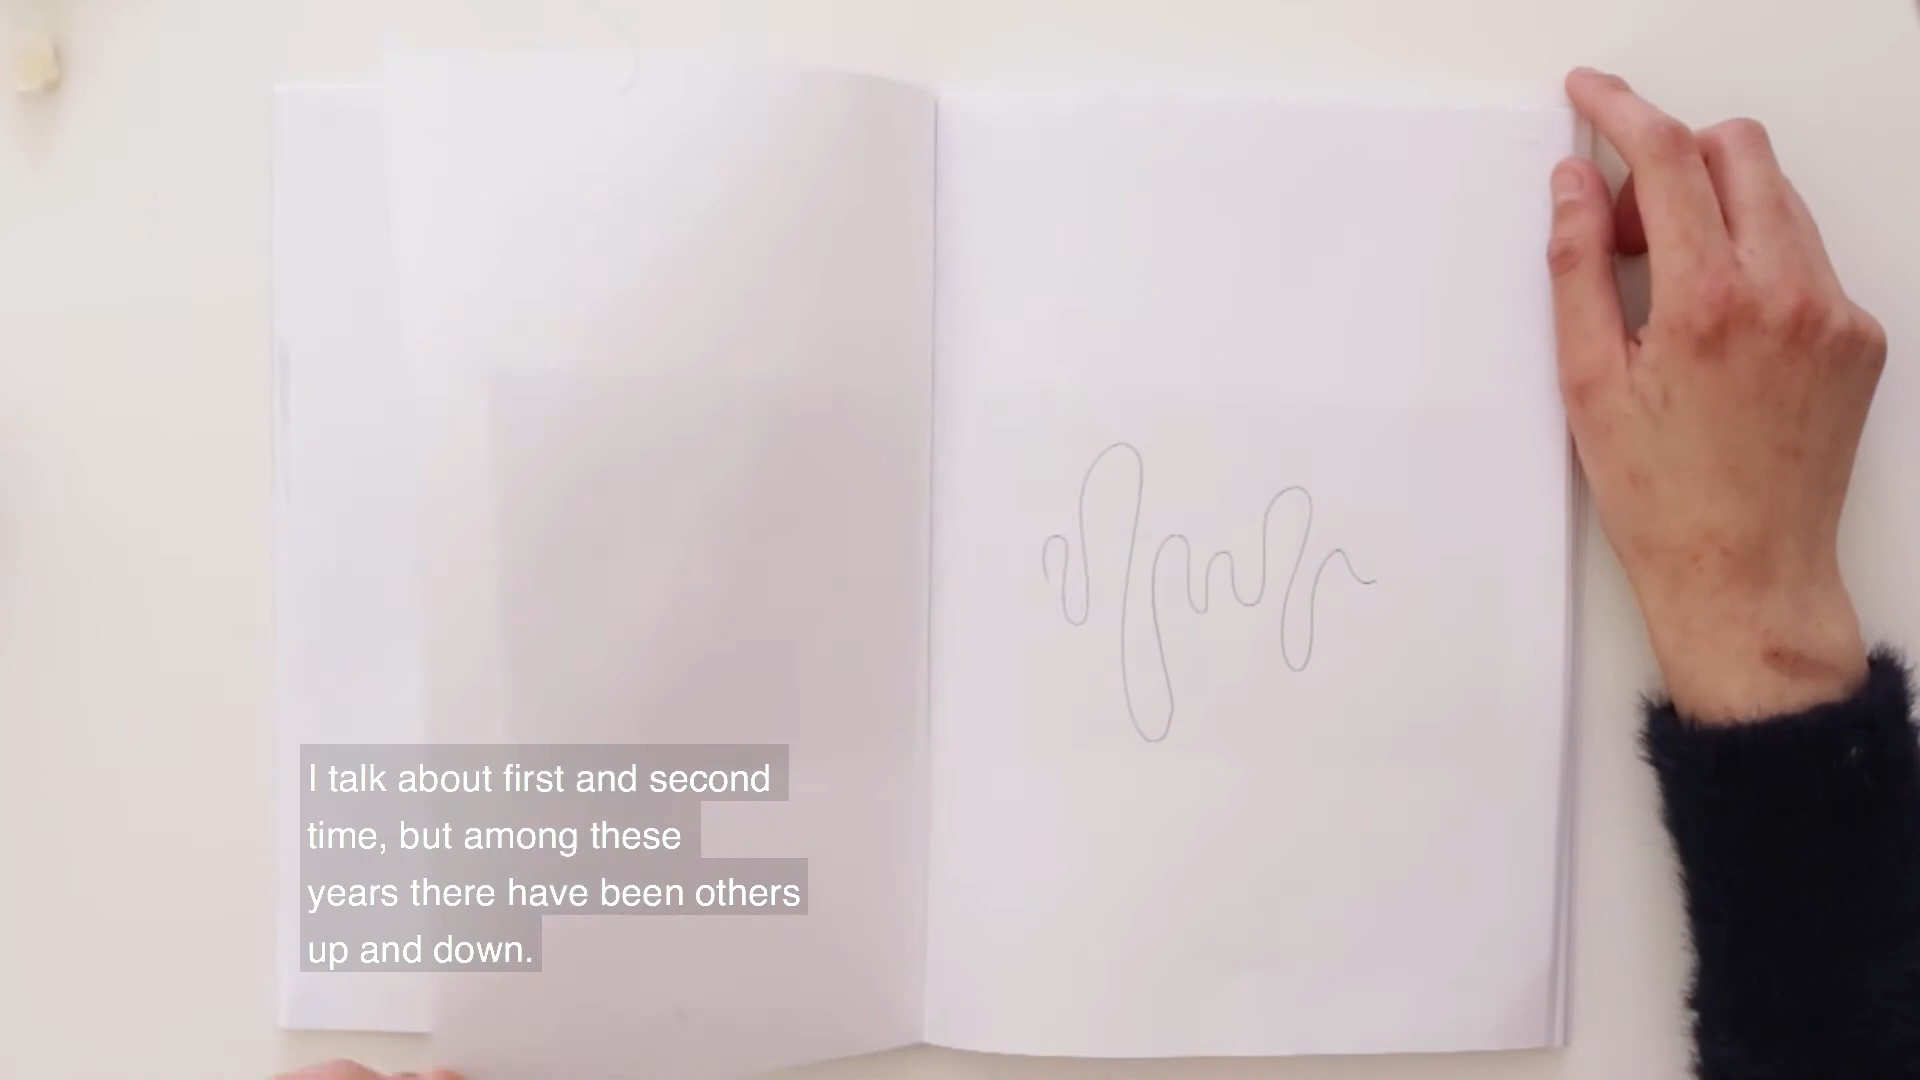 I talk about first and second
time, but among these
years there have been others
up and down.